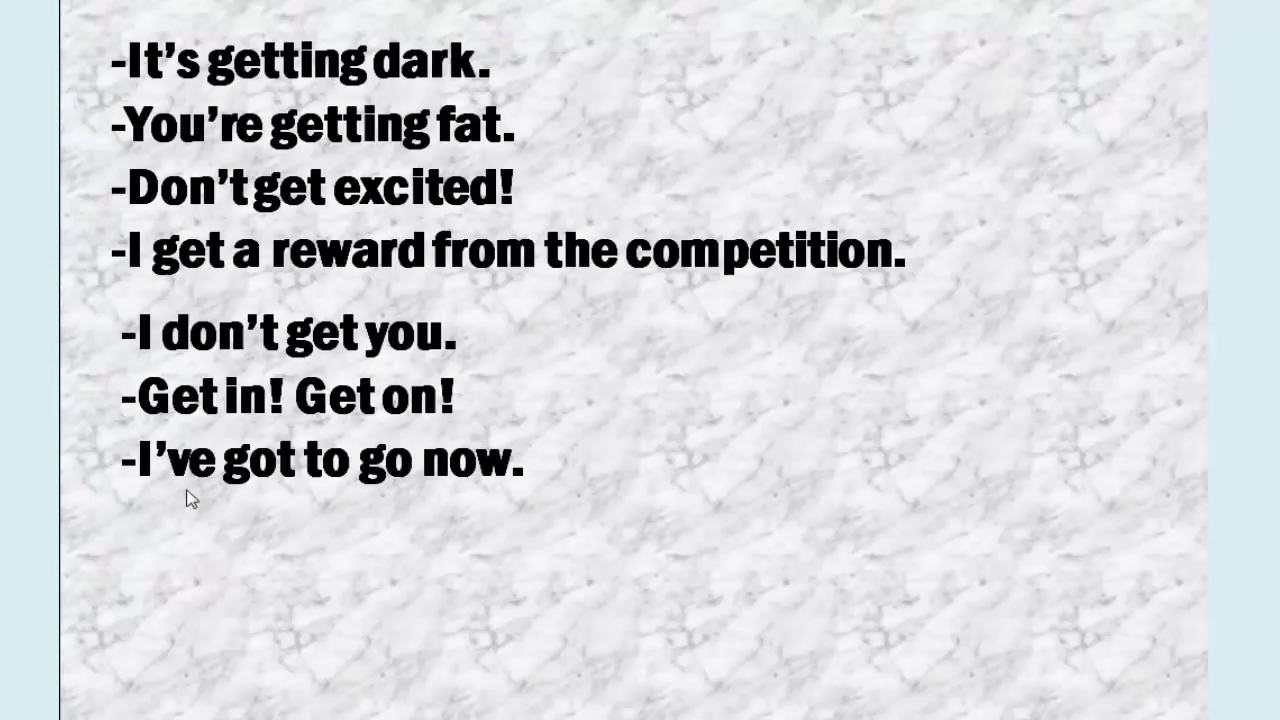 -It’s getting dark.
-You’re getting fat.
-Don’t get excited!
-I get a reward from the competition.
-I don’t get you.
-Get in! Get on!
-I’ve got to go now.